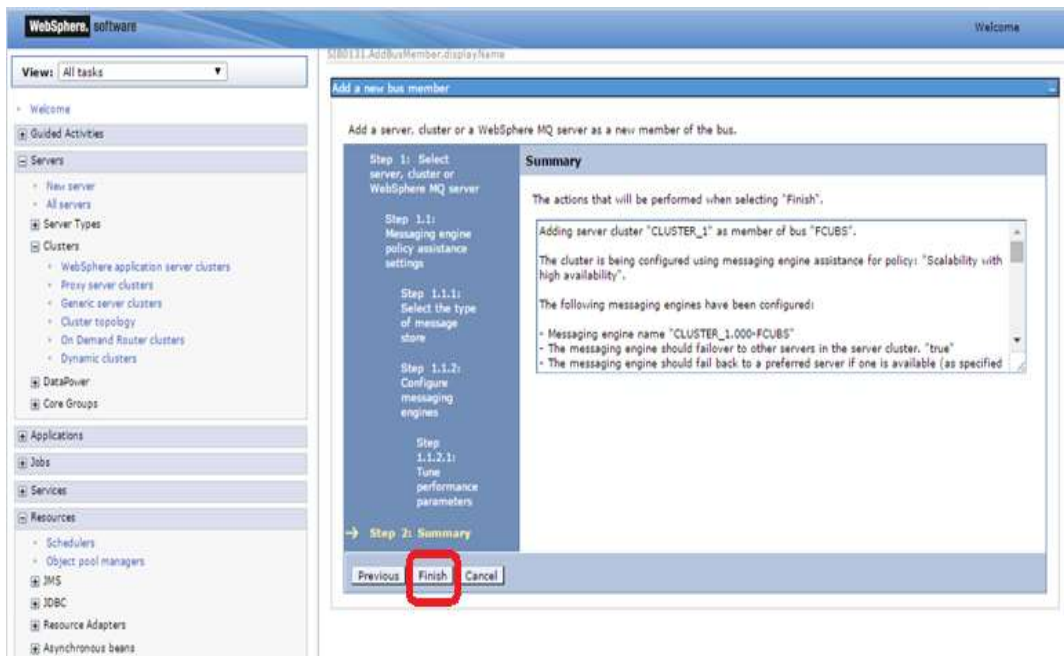 WebSphere. software
Welcome
View: All tasks
SIB0131.AddBusMember.displayName
Welcome
Guided Activities
Servers
New server
All servers
Server Types
Clusters
WebSphere application server clusters
Proxy server clusters
Generic server clusters
Cluster topology
On Demand Router clusters
Dynamic clusters
DataPower
Core Groups
Applications
Jobs
Services
Resources
Schedulers
Object pool managers
JMS
JDBC
Resource Adapters
Asynchronous beans
Add a new bus member
Add a server, cluster or a WebSphere MQ server as a new member of the bus.
Step 1: Select
server, cluster or
WebSphere MQ server
Step 1.1:
Messaging engine
policy assistance
settings
Step 1.1.1:
Select the type
of message
store
Step 1.1.2:
Configure
messaging
engines
Step
1.1.2.1:
Tune
performance
parameters
Step 2: Summary
Summary
The actions that will be performed when selecting "Finish".
Adding server cluster "CLUSTER_1" as member of bus "FCUBS".
The cluster is being configured using messaging engine assistance for policy: "Scalability with
high availability".
The following messaging engines have been configured:
- Messaging engine name "CLUSTER_1.000-FCUBS"
- The messaging engine should failover to other servers in the server cluster. "true"
- The messaging engine should fail back to a preferred server if one is available (as specified
Previous Finish Cancel